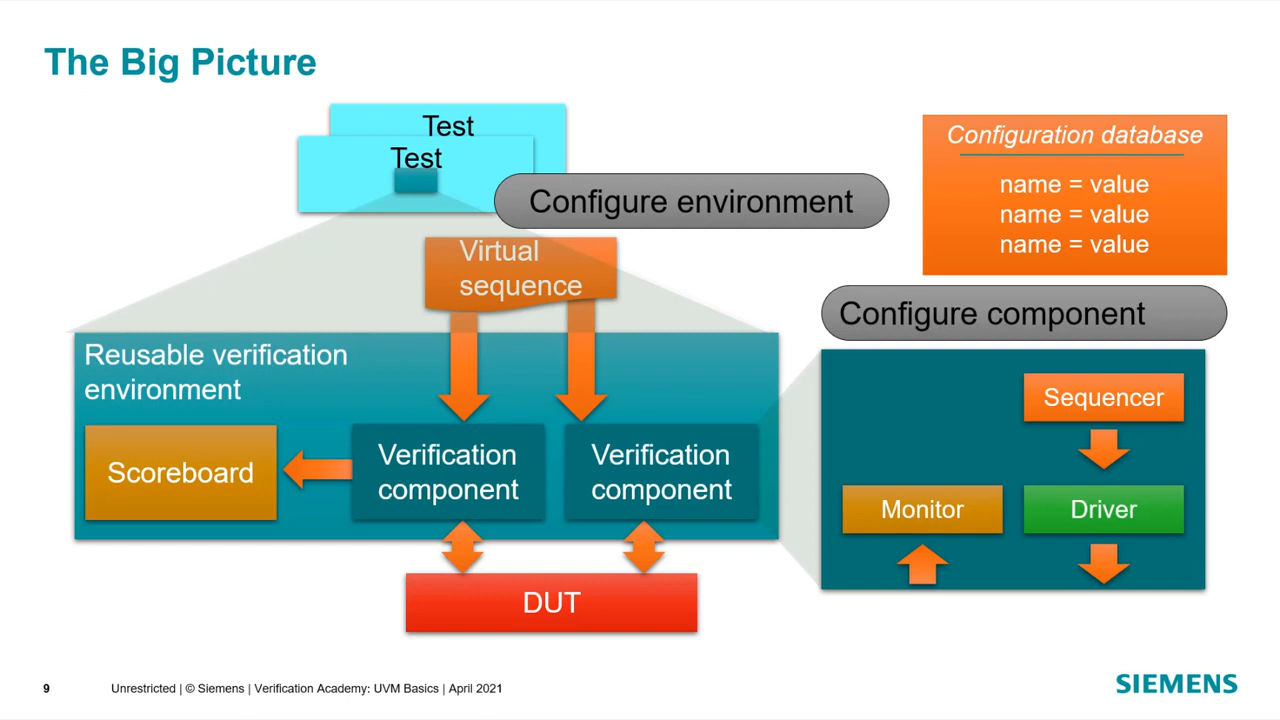 The Big Picture
Test
Test
Configure environment
Configuration database
name = value
name = value
name = value
Virtual
sequence
Configure component
Reusable verification
environment
Scoreboard
Verification
component
Verification
component
Sequencer
Monitor
Driver
DUT
9
Unrestricted | © Siemens | Verification Academy: UVM Basics | April 2021
SIEMENS